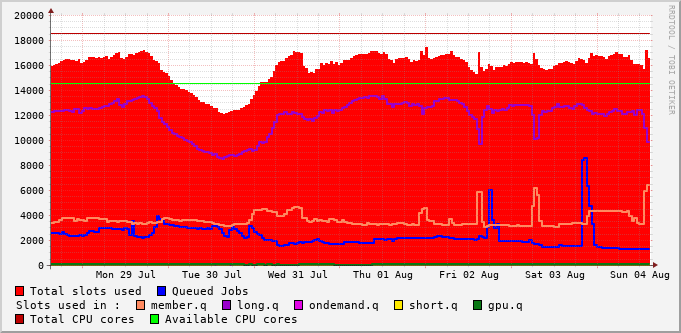 RRDTOOL / TOBI OETIKER
20000
18000
16000
14000
12000
10000
8000
6000
4000
2000
0
Mon 29 Jul Tue 30 Jul Wed 31 Jul Thu 01 Aug Fri 02 Aug Sat 03 Aug Sun 04 Aug
Total slots used Queued Jobs
Slots used in : member.q long.q ondemand.q short.q gpu.q
Total CPU cores Available CPU cores